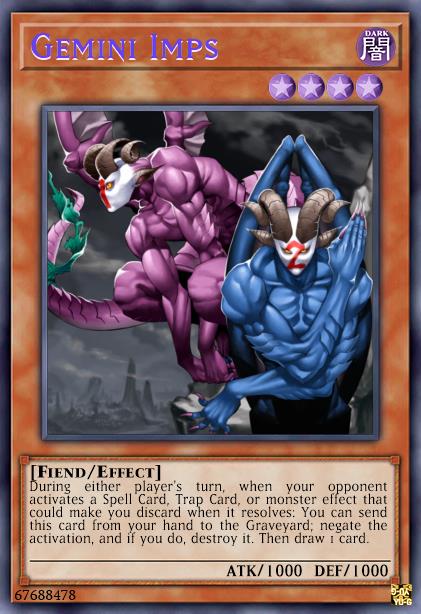 Gemini Imps
DARK
闇
2
[Fiend/Effect]
During either player's turn, when your opponent
activates a Spell Card, Trap Card, or monster effect that
could make you discard when it resolves: You can send
this card from your hand to the Graveyard; negate the
activation, and if you do, destroy it. Then draw 1 card.
ATK/1000 DEF/1000
67688478